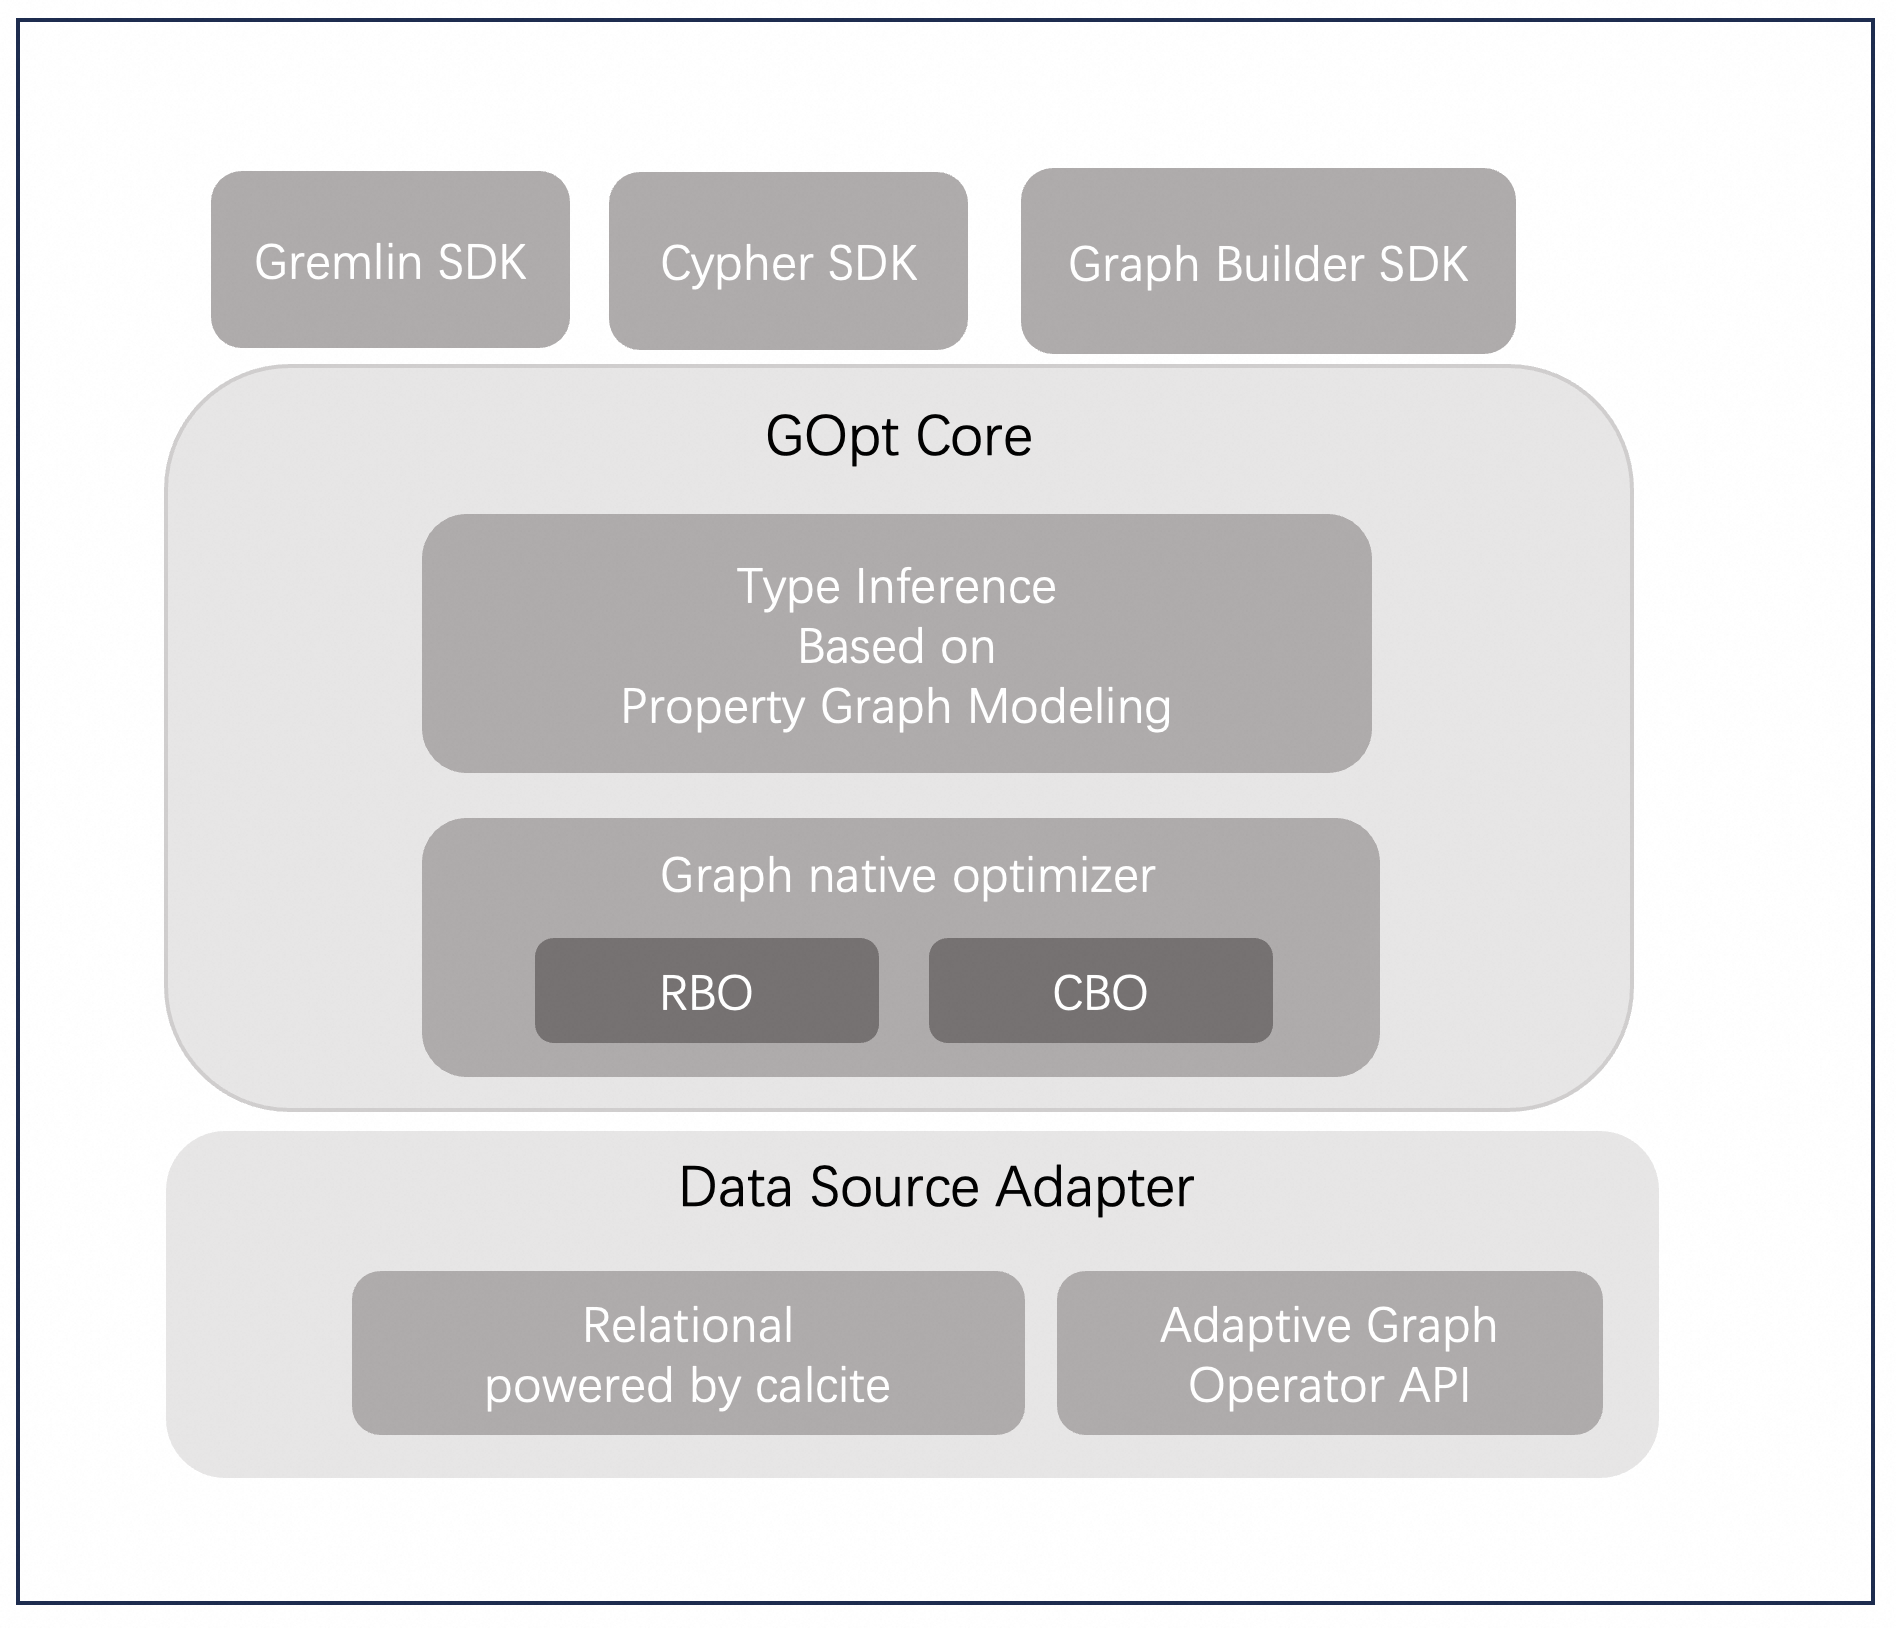 Gremlin SDK
Cypher SDK
Graph Builder SDK
GOpt Core
Type Inference
Based on
Property Graph Modeling
Graph native optimizer
RBO
CBO
Data Source Adapter
Relational
powered by calcite
Adaptive Graph
Operator API